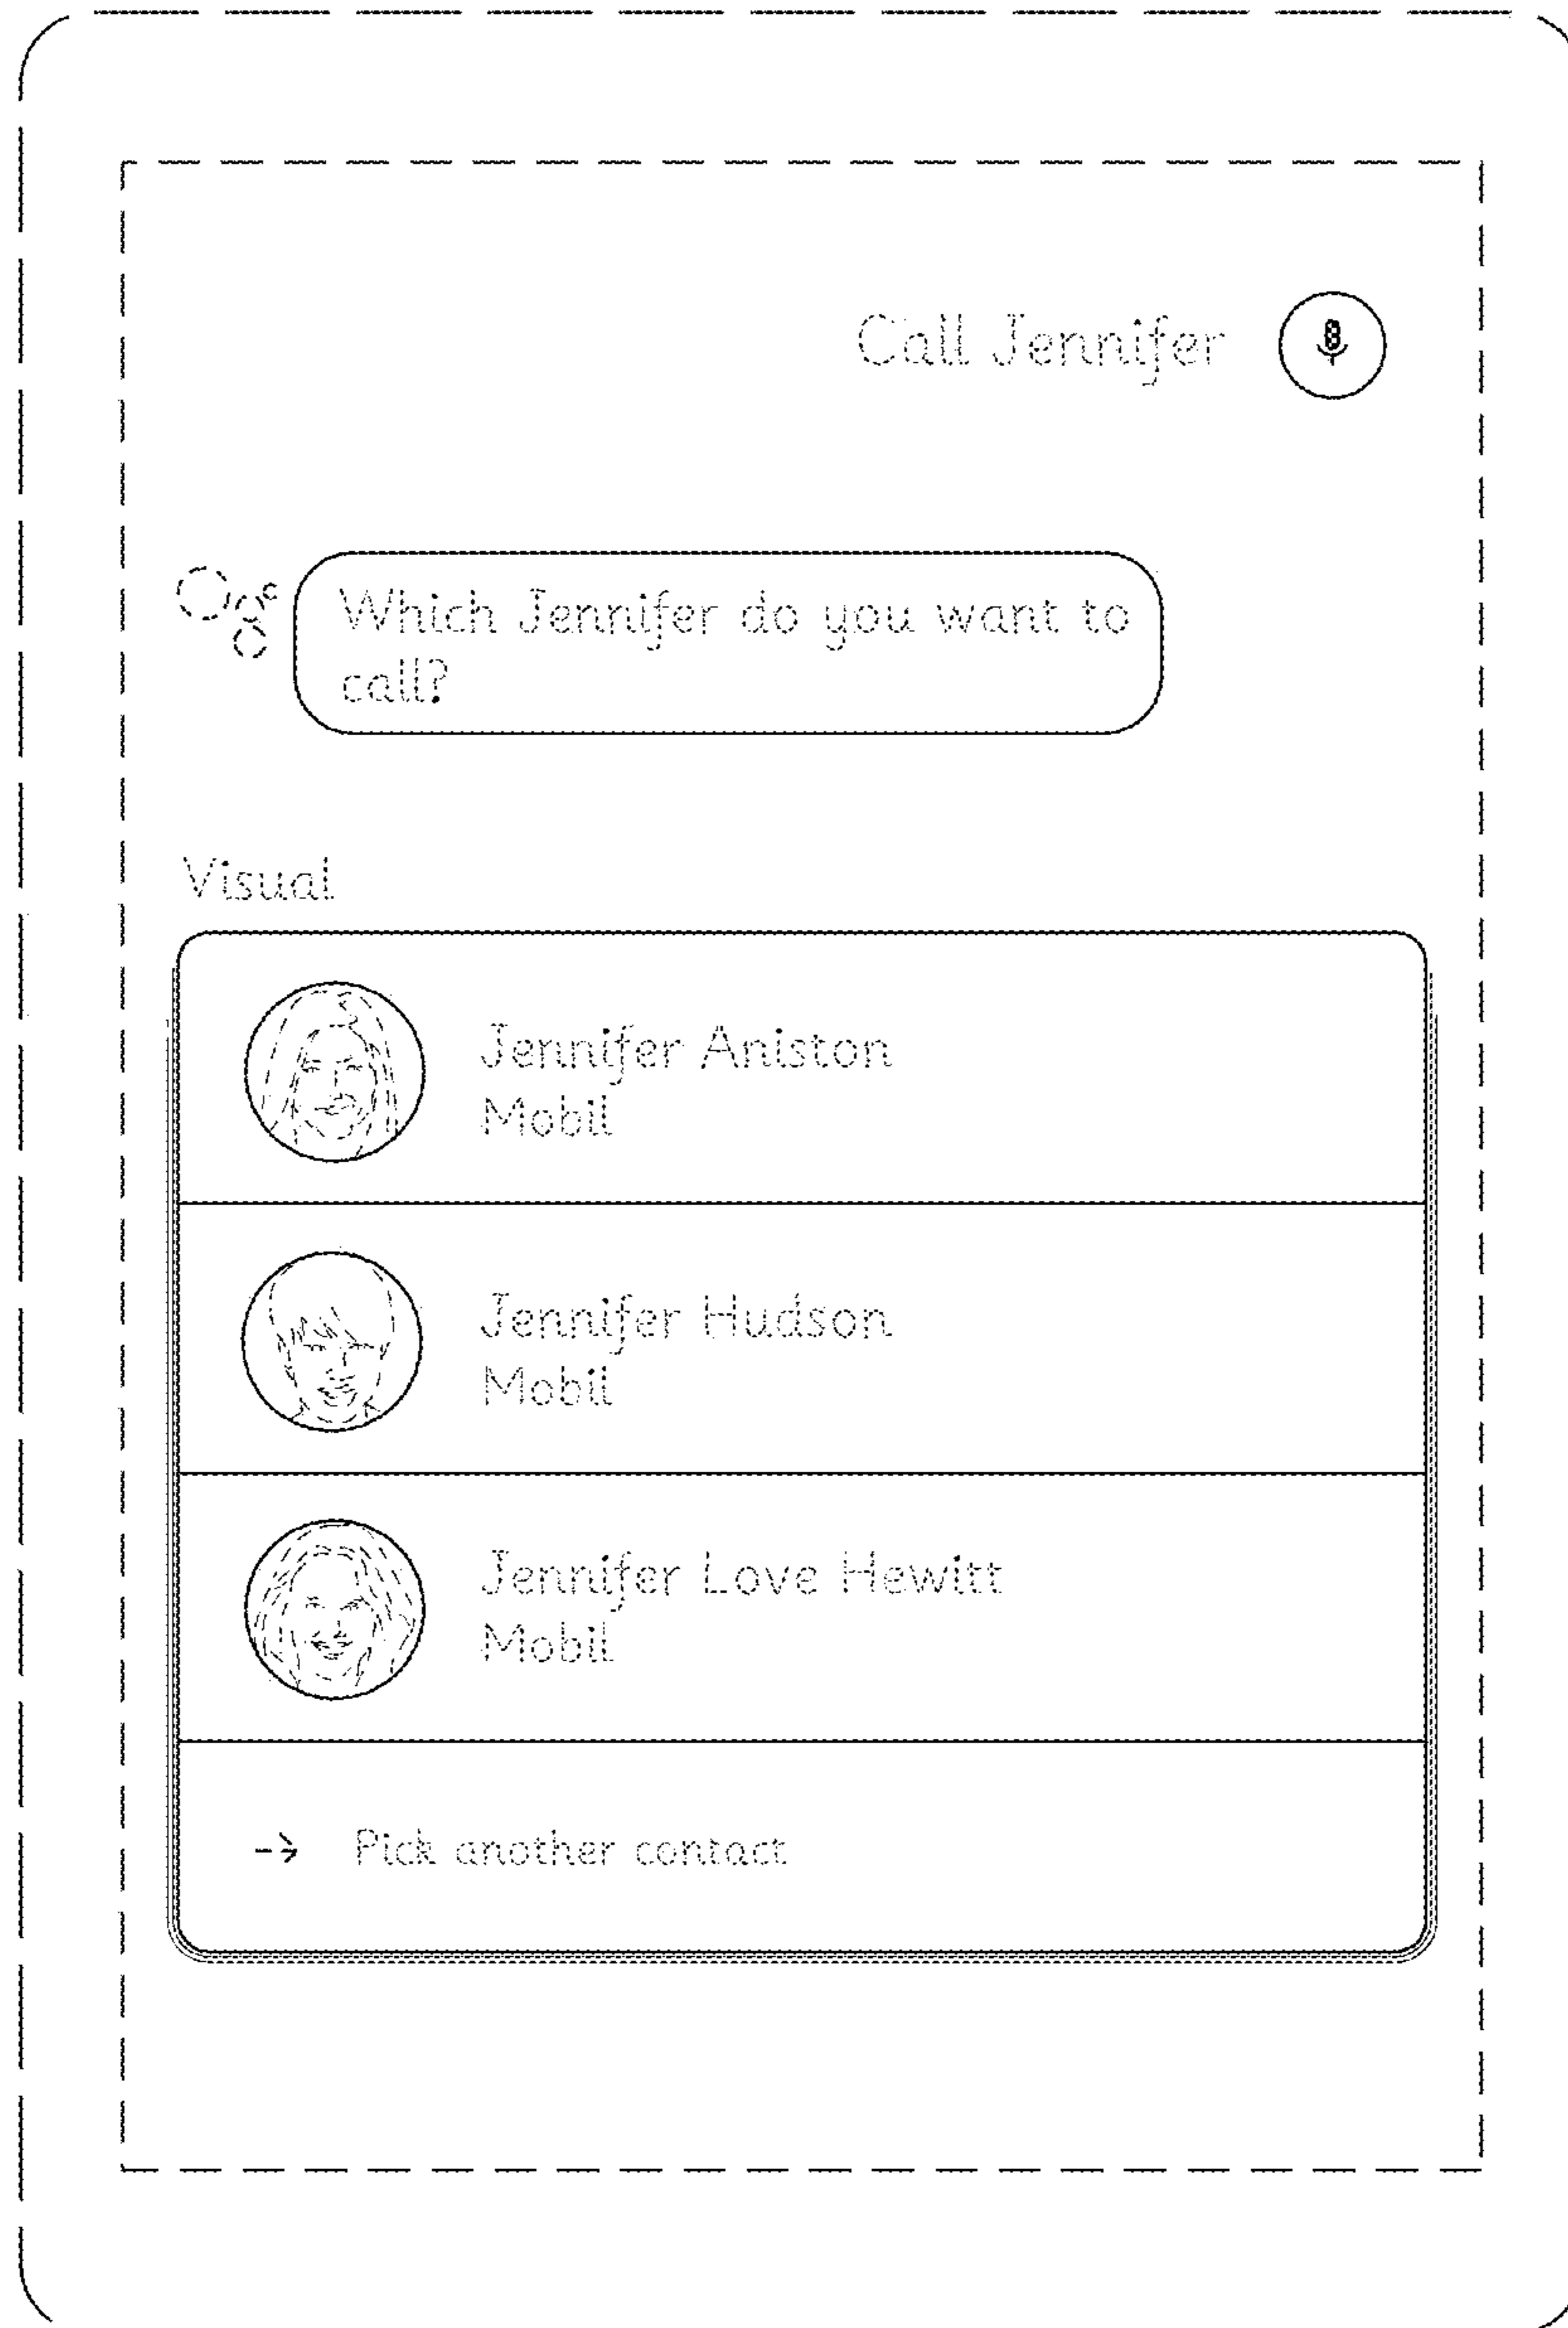 Call Jennifer
Which Jennifer do you want to
call?
Visual
Jennifer Aniston
Mobil
Jennifer Hudson
Mobil
Jennifer Love Hewitt
Mobil
Pick another contact